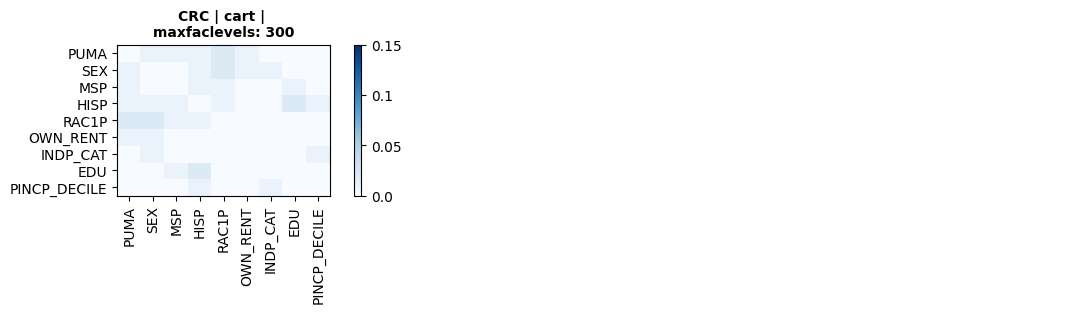 CRC | cart |
maxfaclevels: 300
PUMA
SEX
MSP
HISP
RAC1P
OWN_RENT
INDP_CAT
EDU
PINCP_DECILE
0.15
0.1
0.05
0.0
PUMA
SEX
MSP
HISP
RAC1P
OWN_RENT
INDP_CAT
EDU
PINCP_DECILE